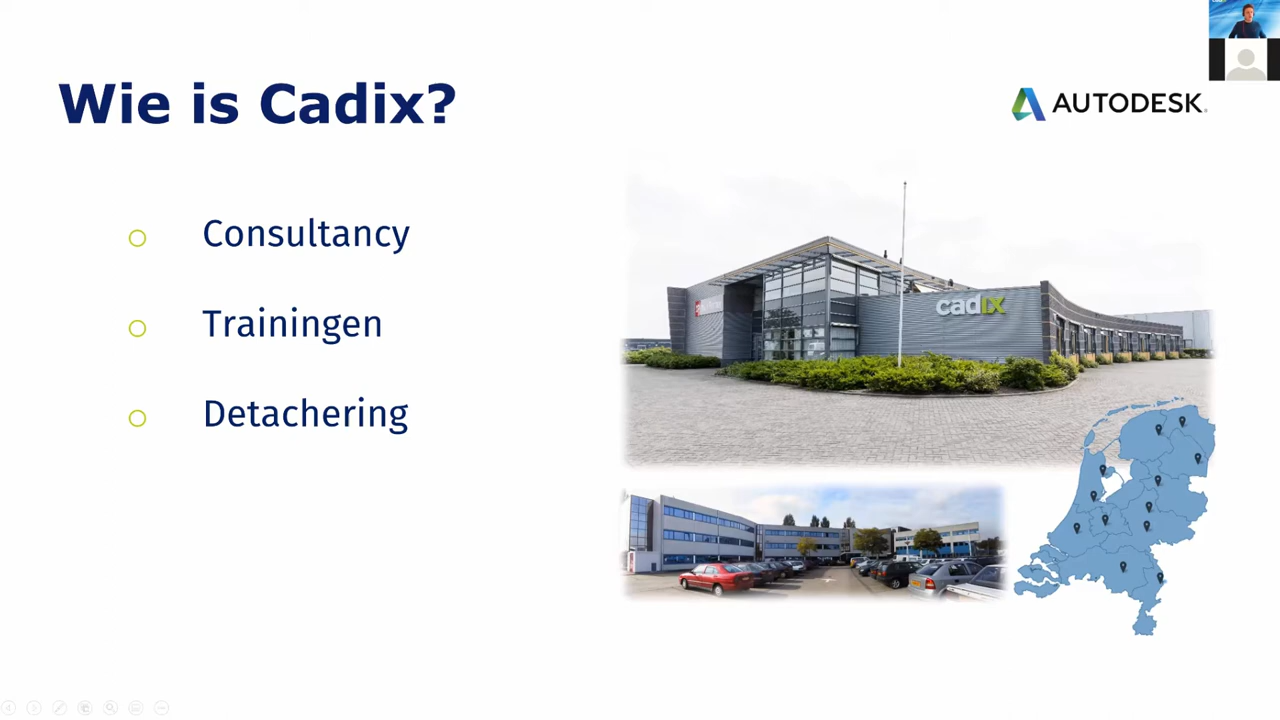 Wie is Cadix?
AUTODESK.
Consultancy
Trainingen
Detachering
cadix